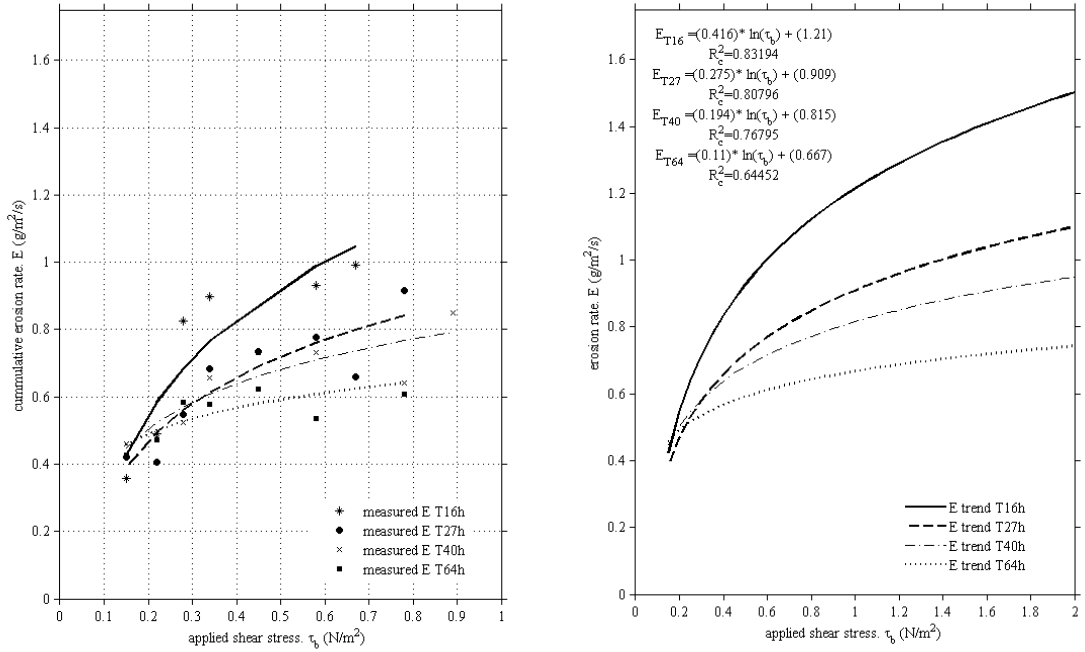 1.6
1.4
1.2
1
0.8
0.6
0.4
0.2
0
cummulative erosion rate. E (g/m²/s)
measured E T16h
measured E T27h
measured E T40h
measured E T64h
0 0.1 0.2 0.3 0.4 0.5 0.6 0.7 0.8 0.9 1
applied shear stress. τb (N/m²)
E_T16 =(0.416)* ln(τb) + (1.21)
R²c=0.83194
E_T27 =(0.275)* ln(τb) + (0.909)
R²c=0.80796
E_T40 =(0.194)* ln(τb) + (0.815)
R²c=0.76795
E_T64 =(0.11)* ln(τb) + (0.667)
R²c=0.64452
1.6
1.4
1.2
1.0
0.8
0.6
0.4
0.2
0
erosion rate. E (g/m²/s)
E trend T16h
E trend T27h
E trend T40h
E trend T64h
0 0.2 0.4 0.6 0.8 1 1.2 1.4 1.6 1.8 2
applied shear stress. τb (N/m²)